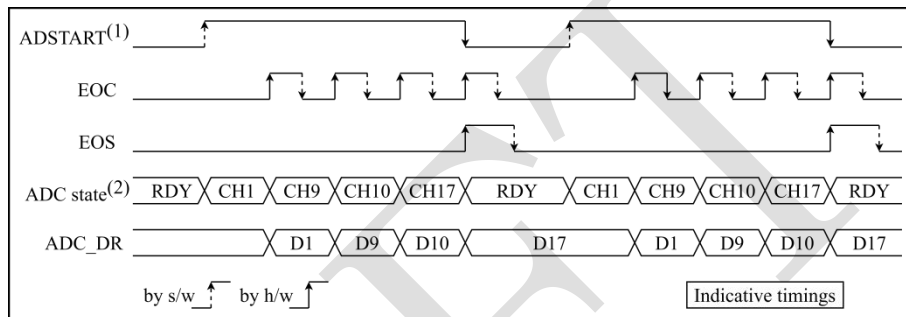 ADSTART(1)
EOC
EOS
ADC state(2) RDY CH1 CH9 CH10 CH17 RDY CH1 CH9 CH10 CH17 RDY
ADC_DR D1 D9 D10 D17 D1 D9 D10 D17
by s/w by h/w Indicative timings